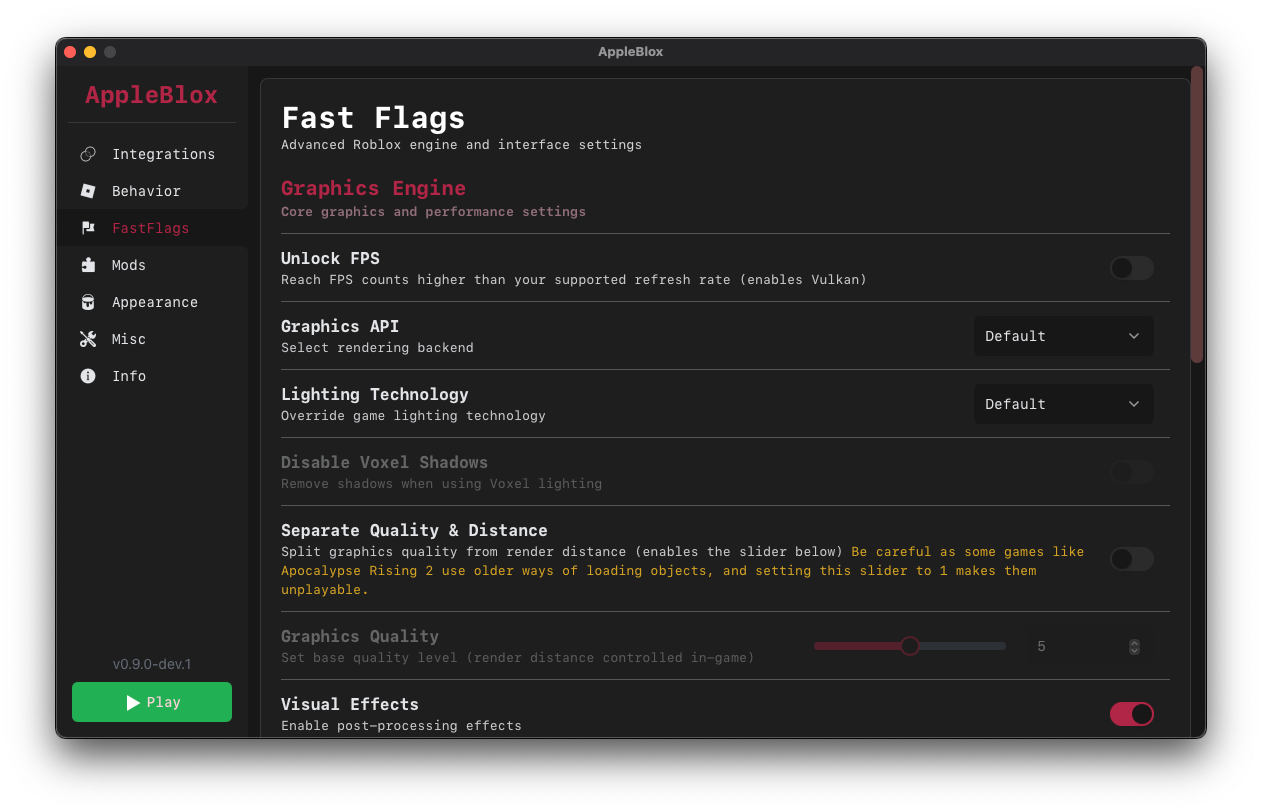 AppleBlox
AppleBlox
Integrations
Behavior
FastFlags
Mods
Appearance
Misc
Info
v0.9.0-dev.1
Play
Fast Flags
Advanced Roblox engine and interface settings
Graphics Engine
Core graphics and performance settings
Unlock FPS
Reach FPS counts higher than your supported refresh rate (enables Vulkan)
Graphics API
Select rendering backend
Default
Lighting Technology
Override game lighting technology
Default
Disable Voxel Shadows
Remove shadows when using Voxel lighting
Separate Quality & Distance
Split graphics quality from render distance (enables the slider below) Be careful as some games like
Apocalypse Rising 2 use older ways of loading objects, and setting this slider to 1 makes them
unplayable.
Graphics Quality
Set base quality level (render distance controlled in-game)
5
Visual Effects
Enable post-processing effects